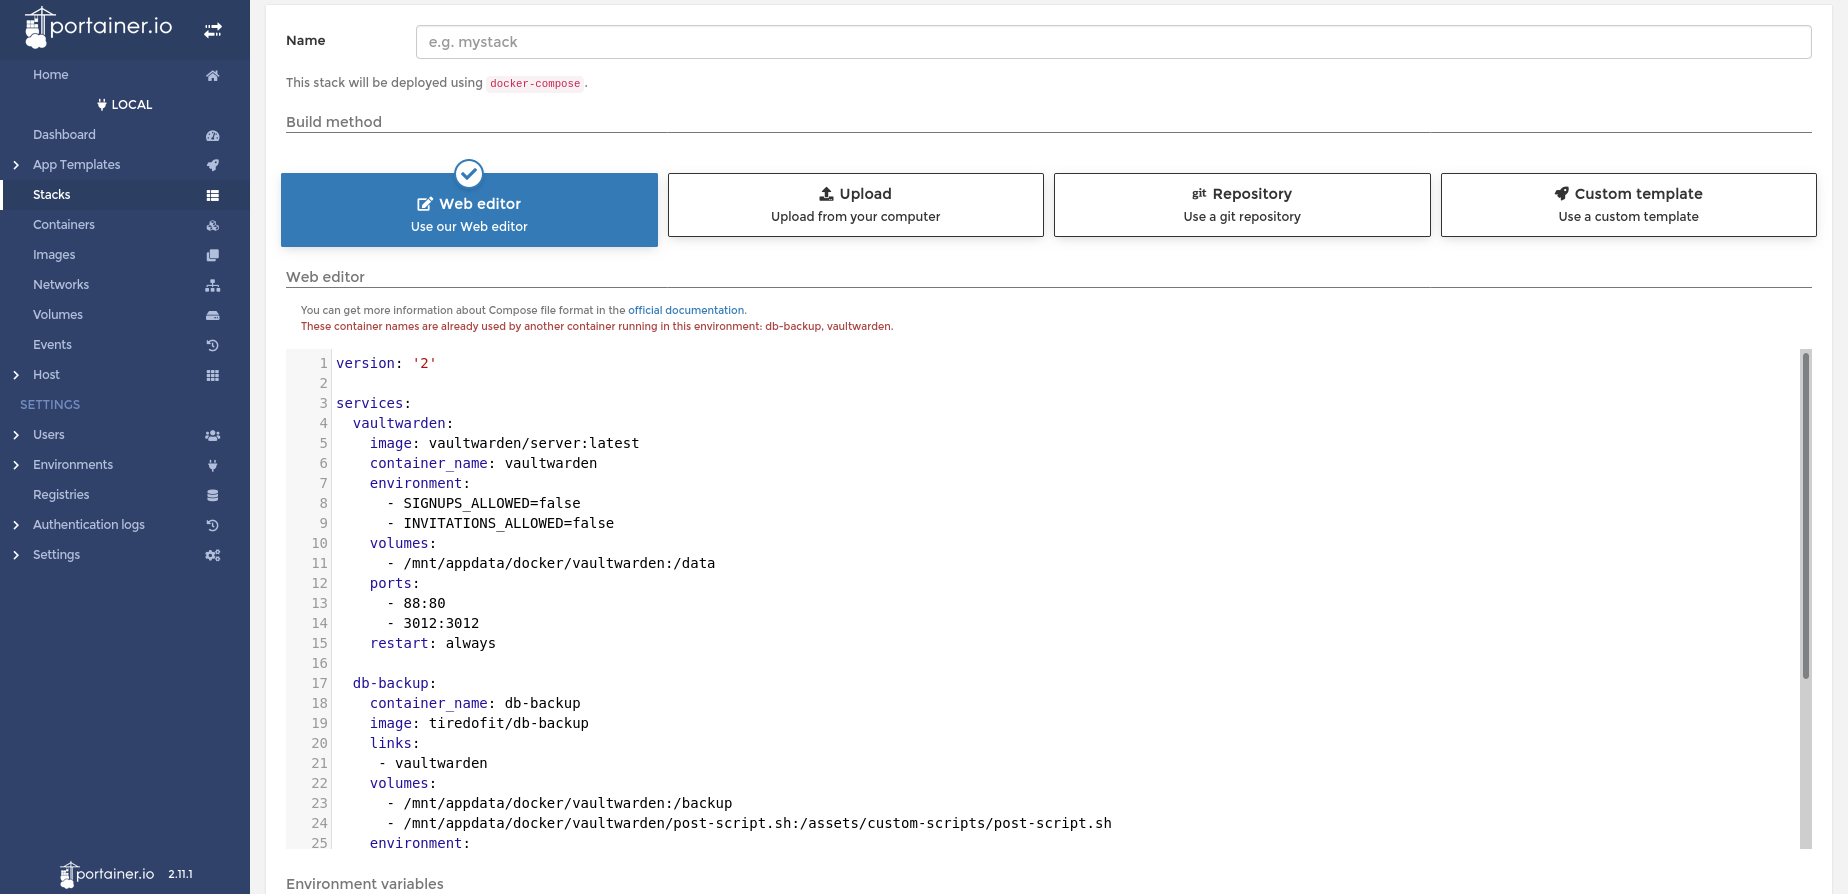 portainer.io
Home
LOCAL
Dashboard
App Templates
Stacks
Containers
Images
Networks
Volumes
Events
Host
SETTINGS
Users
Environments
Registries
Authentication logs
Settings
portainer.io 2.11.1
Name e.g. mystack
This stack will be deployed using docker-compose.
Build method
Web editor
Use our Web editor
Upload
Upload from your computer
git Repository
Use a git repository
Custom template
Use a custom template
Web editor
You can get more information about Compose file format in the official documentation.
These container names are already used by another container running in this environment: db-backup, vaultwarden.
1 version: '2'
2
3 services:
4   vaultwarden:
5     image: vaultwarden/server:latest
6     container_name: vaultwarden
7     environment:
8       - SIGNUPS_ALLOWED=false
9       - INVITATIONS_ALLOWED=false
10     volumes:
11       - /mnt/appdata/docker/vaultwarden:/data
12     ports:
13       - 88:80
14       - 3012:3012
15     restart: always
16
17   db-backup:
18     container_name: db-backup
19     image: tiredofit/db-backup
20     links:
21      - vaultwarden
22     volumes:
23       - /mnt/appdata/docker/vaultwarden:/backup
24       - /mnt/appdata/docker/vaultwarden/post-script.sh:/assets/custom-scripts/post-script.sh
25     environment:
Environment variables